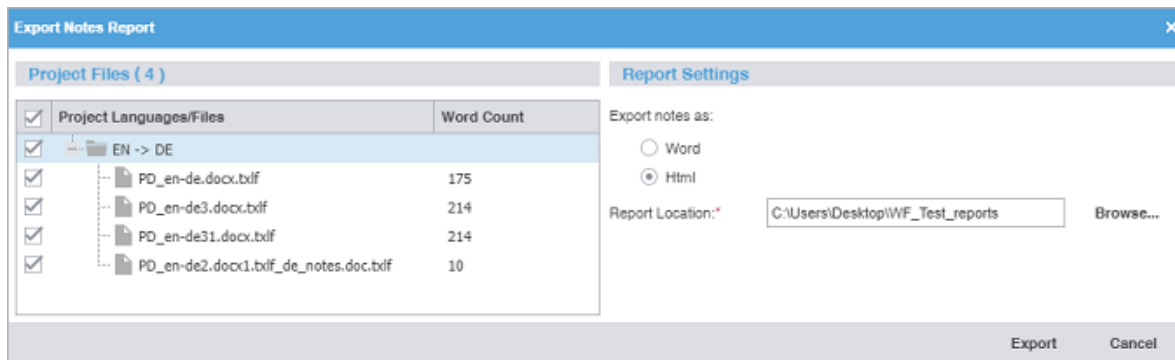 Export Notes Report
Project Files ( 4 )
Project Languages/Files Word Count
EN -> DE
PD_en-de.docx.txlf 175
PD_en-de3.docx.txlf 214
PD_en-de31.docx.txlf 214
PD_en-de2.docx1.txlf_de_notes.doc.txlf 10
Report Settings
Export notes as:
Word
Html
Report Location:* C:\Users\Desktop\WF_Test_reports Browse...
Export Cancel